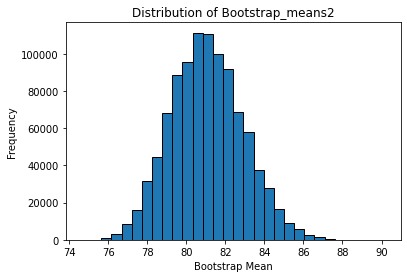 Distribution of Bootstrap_means2
Frequency
100000
80000
60000
40000
20000
0
74 76 78 80 82 84 86 88 90
Bootstrap Mean